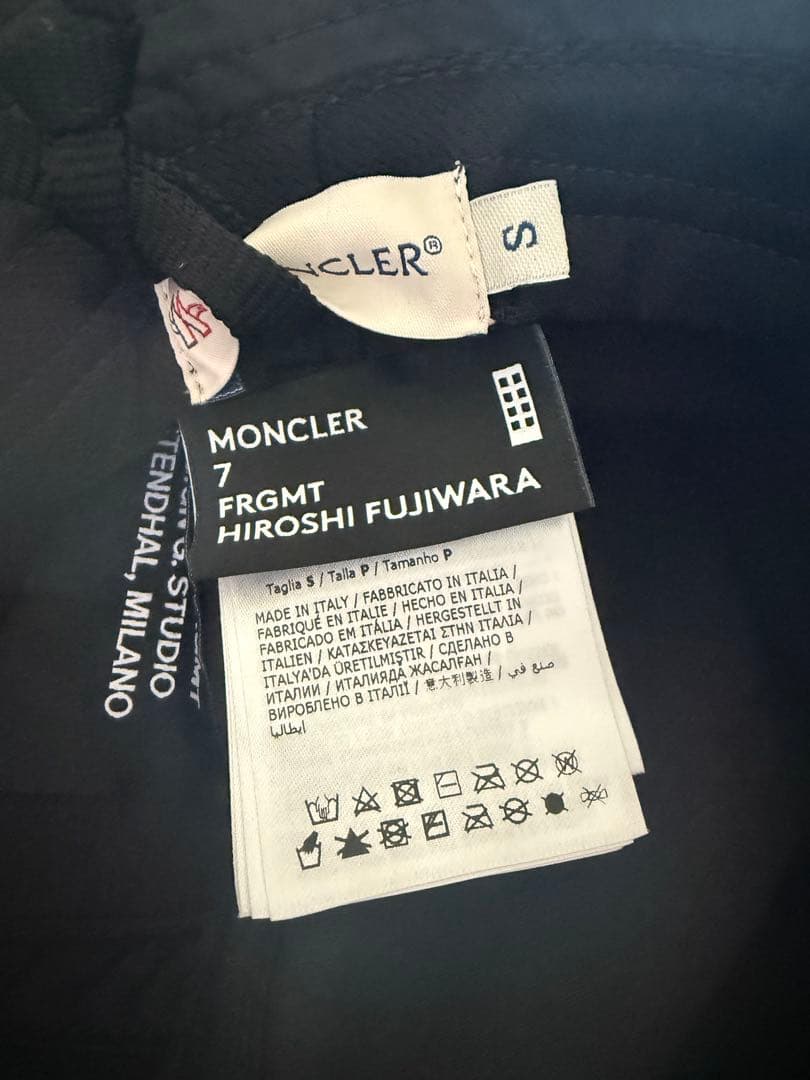 NCLER®
S
MONCLER
7
FRGMT
HIROSHI FUJIWARA
G. STUDIO
TENDHAL, MILANO
Taglia S / Talla P / Tamanho P
MADE IN ITALY / FABBRICATO IN ITALIA /
FABRIQUÉ EN ITALIE / HECHO EN ITALIA /
FABRICADO EM ITÁLIA / HERGESTELLT IN
ITALIEN / ΚΑΤΑΣΚΕΥΑΖΕΤΑΙ ΣΤΗΝ ΙΤΑΛΙΑ /
ITALYA'DA ÜRETILMIŞTIR / СДЕЛАНО В
ИТАЛИИ / ИТАЛИЯДА ЖАСАЛҒАН /
ВИРОБЛЕНО В ІТАЛІЇ / 意大利製造 / صنع في
ايطاليا